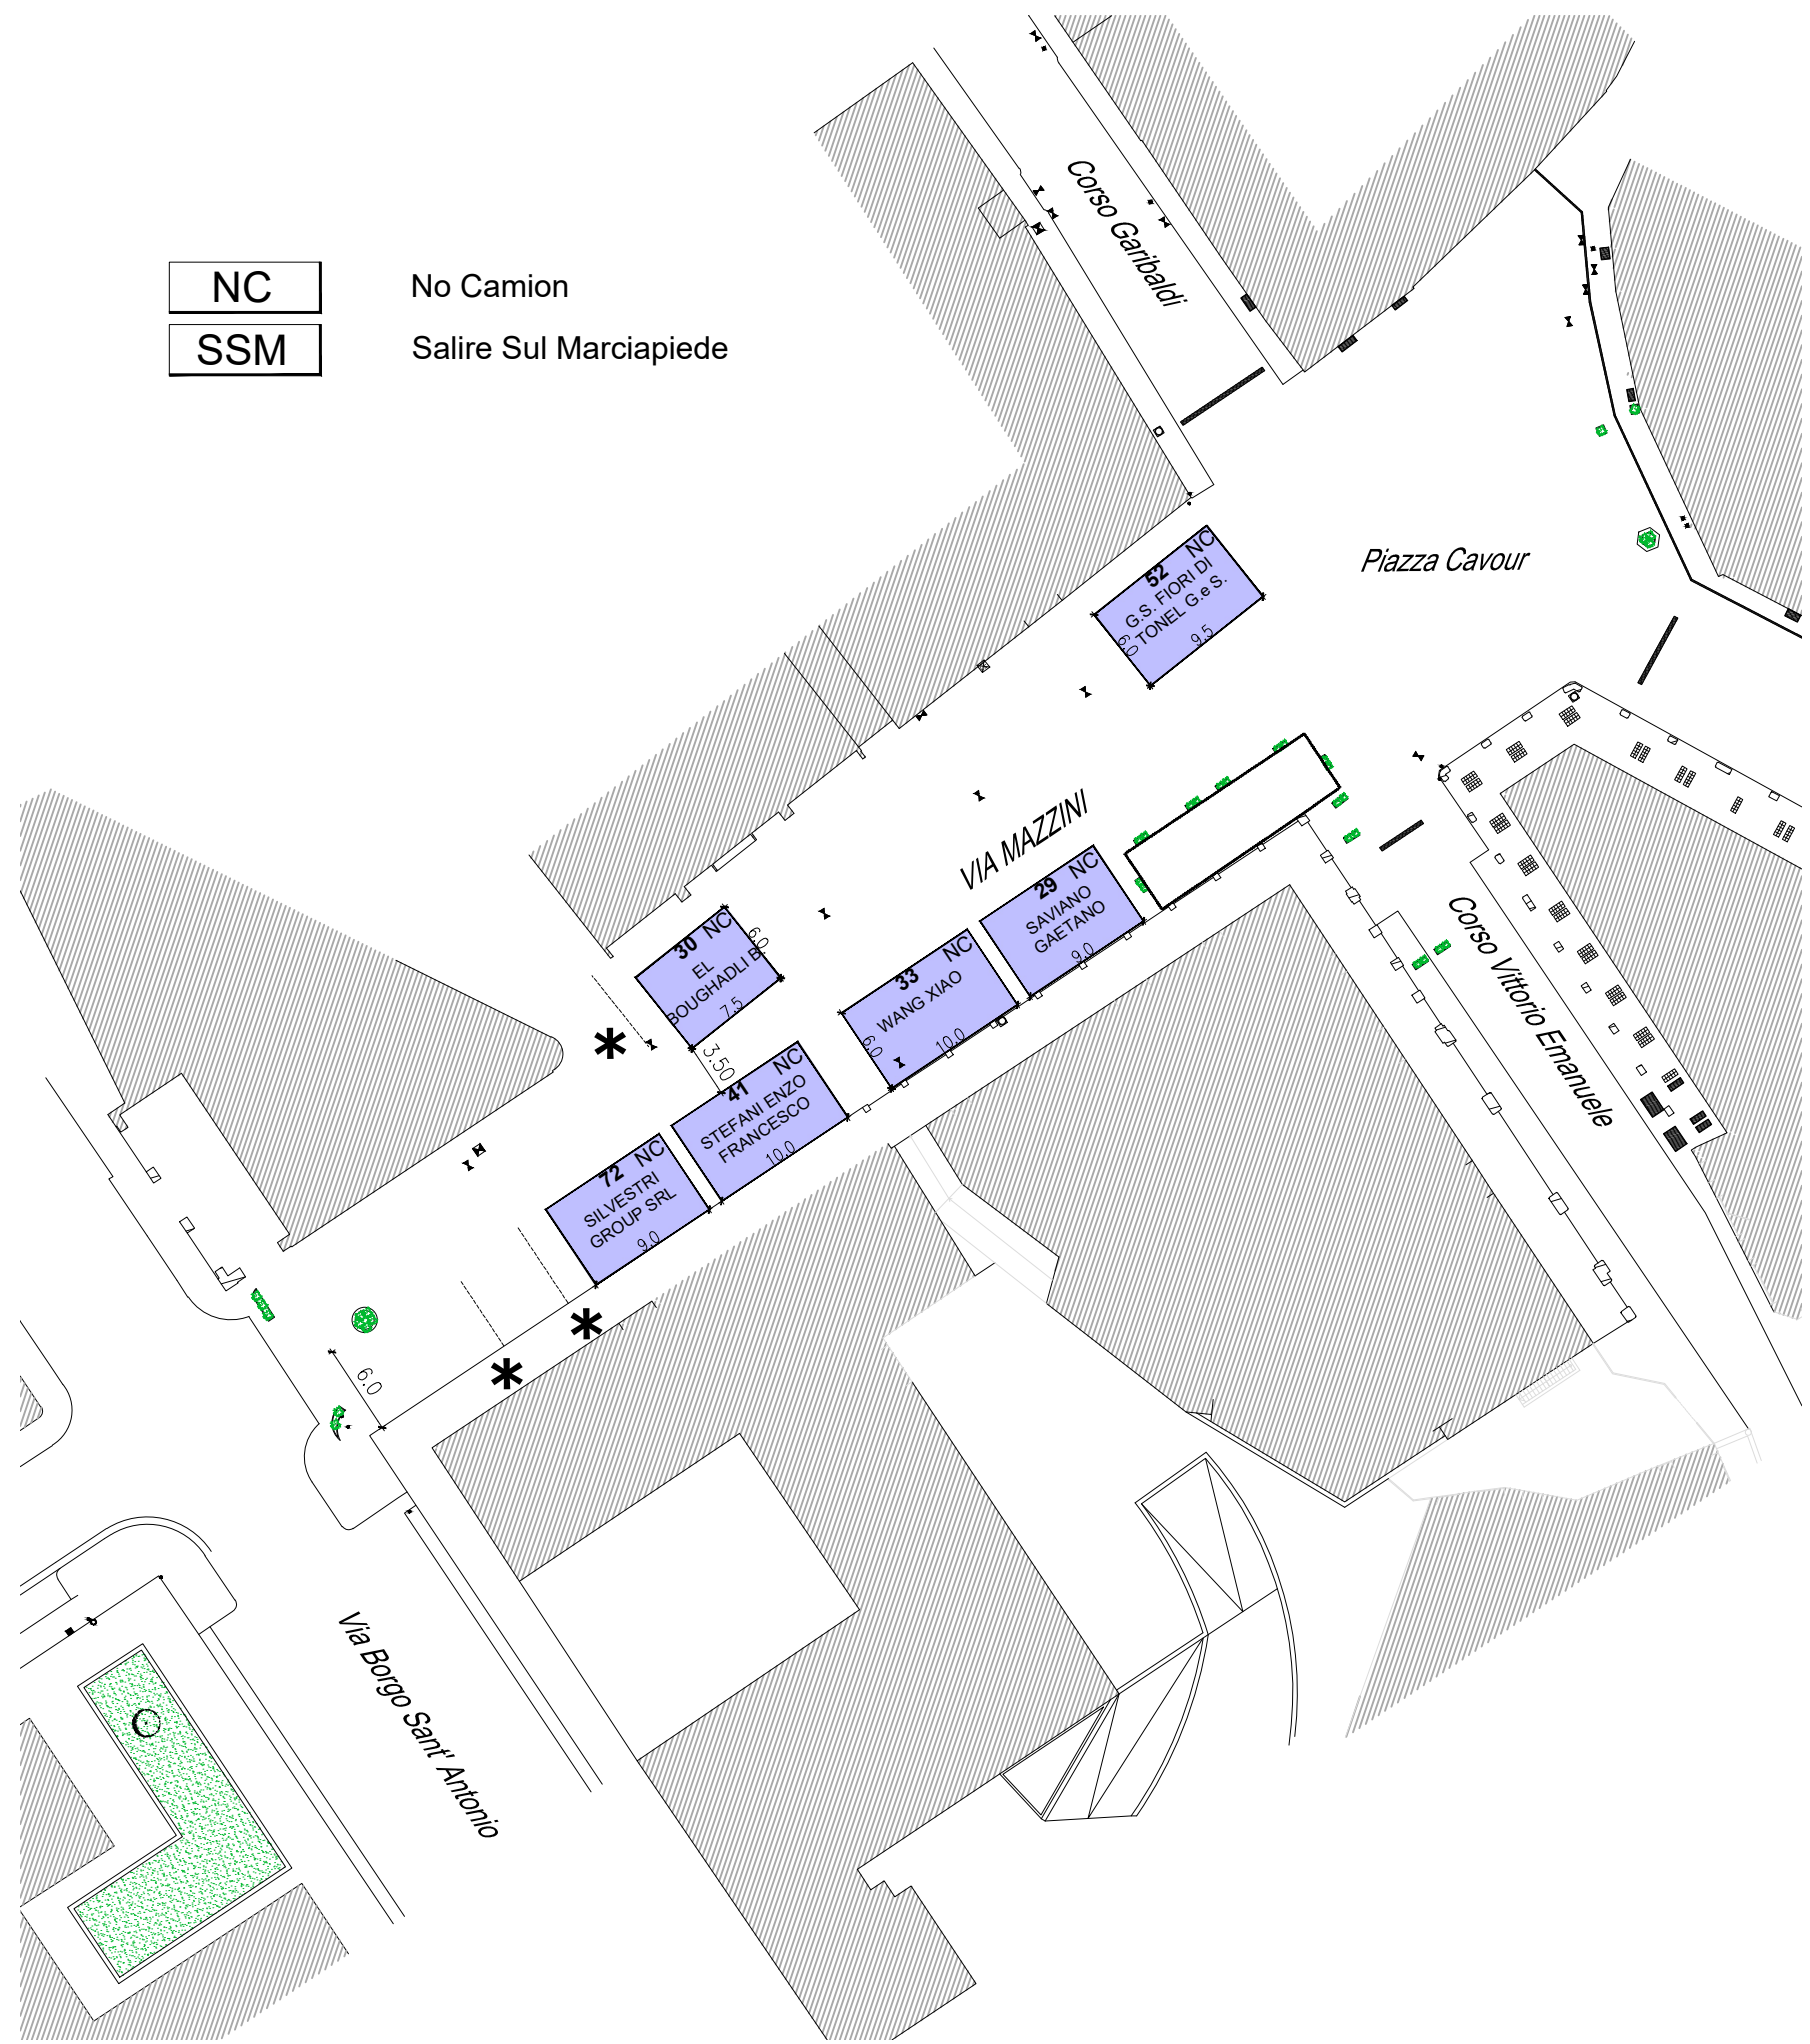 NC No Camion
SSM Salire Sul Marciapiede
Corso Garibaldi
Piazza Cavour
52 NC
G.S. FIORI DI
TONEL G.e S.
6.0
9.5
VIA MAZZINI
29 NC
SAVIANO
GAETANO
9.0
33 NC
WANG XIAO
6.0
10.0
30 NC
EL
BOUGHADLI B.
6.0
7.5
3.50
*
41 NC
STEFANI ENZO
FRANCESCO
10.0
72 NC
SILVESTRI
GROUP SRL
9.0
*
*
6.0
Corso Vittorio Emanuele
Via Borgo Sant' Antonio